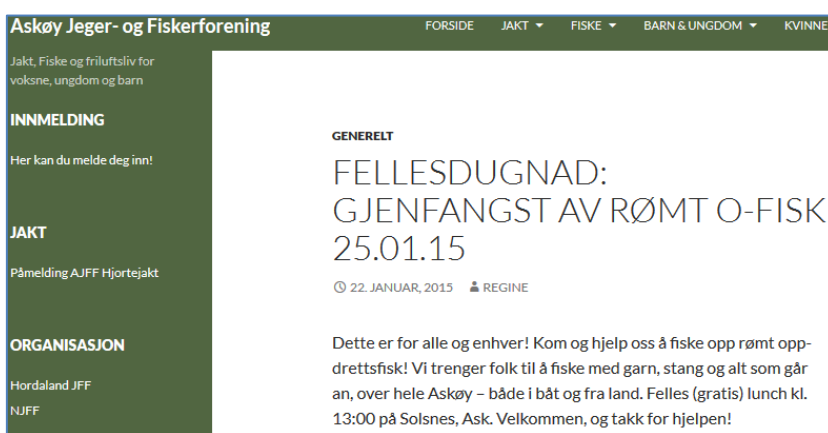 Askøy Jeger- og Fiskerforening
FORSIDE JAKT FISKE BARN & UNGDOM KVINNE
Jakt, Fiske og friluftsliv for
voksne, ungdom og barn
INNMELDING
Her kan du melde deg inn!
JAKT
Påmelding AJFF Hjortejakt
ORGANISASJON
Hordaland JFF
NJFF
GENERELT
FELLESDUGNAD:
GJENFANGST AV RØMT O-FISK
25.01.15
22. JANUAR, 2015 REGINE
Dette er for alle og enhver! Kom og hjelp oss å fiske opp rømt opp-
drettsfisk! Vi trenger folk til å fiske med garn, stang og alt som går
an, over hele Askøy – både i båt og fra land. Felles (gratis) lunch kl.
13:00 på Solsnes, Ask. Velkommen, og takk for hjelpen!